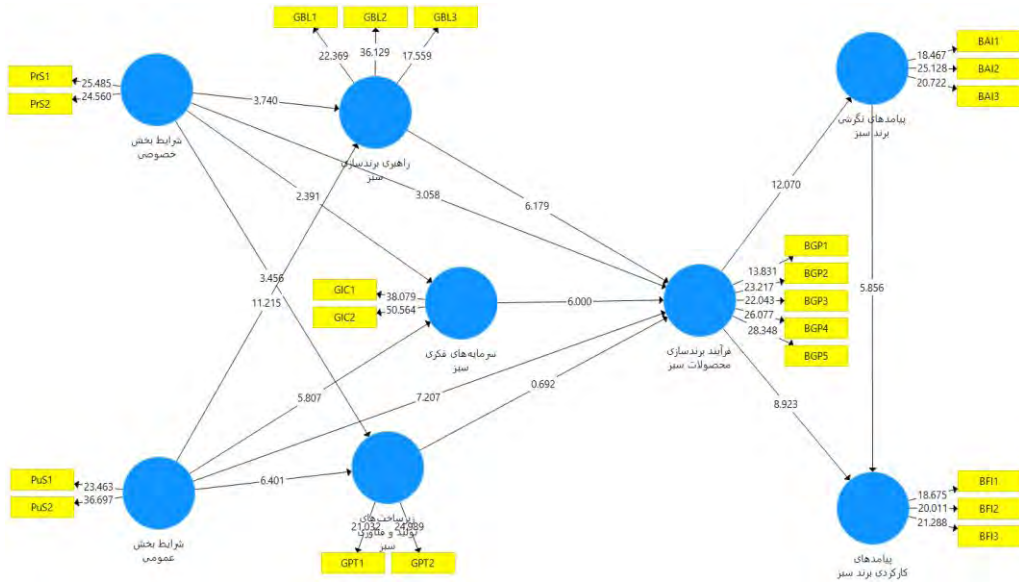 GBL1
GBL2
GBL3
22.369
36.129
17.559
PrS1
PrS2
25.485
24.560
شرایط بخش
خصوصی
3.740
راهبری برندسازی
سبز
BAI1
BAI2
BAI3
18.467
25.128
20.722
پیامدهای نگرشی
برند سبز
2.391
3.058
6.179
12.070
3.456
11.215
GIC1
GIC2
38.079
50.564
سرمایه‌های فکری
سبز
6.000
BGP1
BGP2
BGP3
BGP4
BGP5
13.831
23.217
22.043
26.077
28.348
فرآیند برندسازی
محصولات سبز
5.856
5.807
7.207
0.692
8.923
PuS1
PuS2
23.463
36.697
شرایط بخش
عمومی
6.401
زیرساخت‌های
تولید و فناوری
سبز
21.032
24.989
GPT1
GPT2
BFI1
BFI2
BFI3
18.675
20.011
21.288
پیامدهای
کارکردی برند سبز